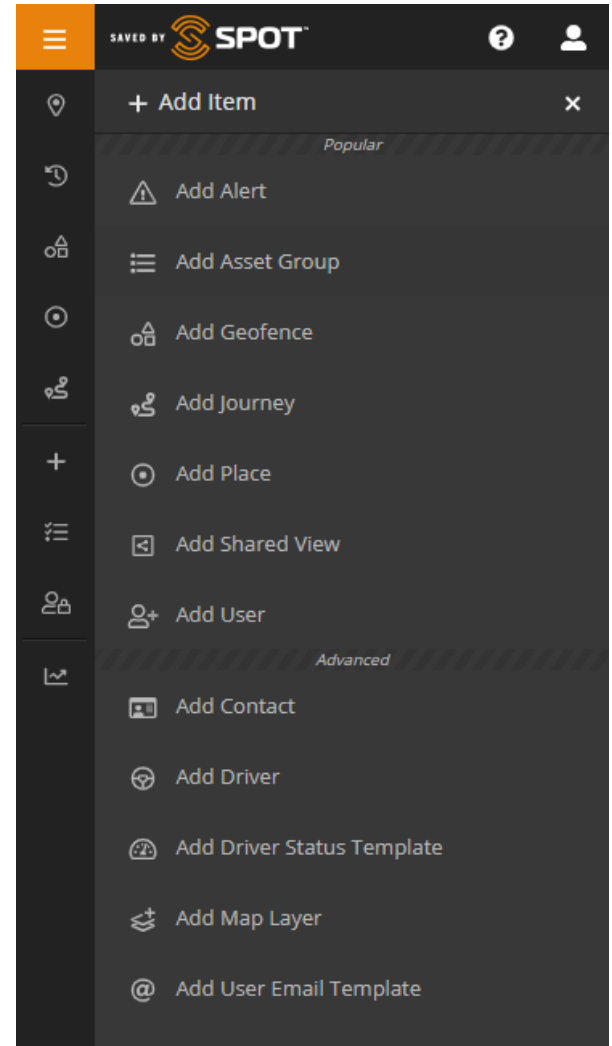 SAVED BY SPOT™
+ Add Item
Popular
Add Alert
Add Asset Group
Add Geofence
Add Journey
Add Place
Add Shared View
Add User
Advanced
Add Contact
Add Driver
Add Driver Status Template
Add Map Layer
@ Add User Email Template